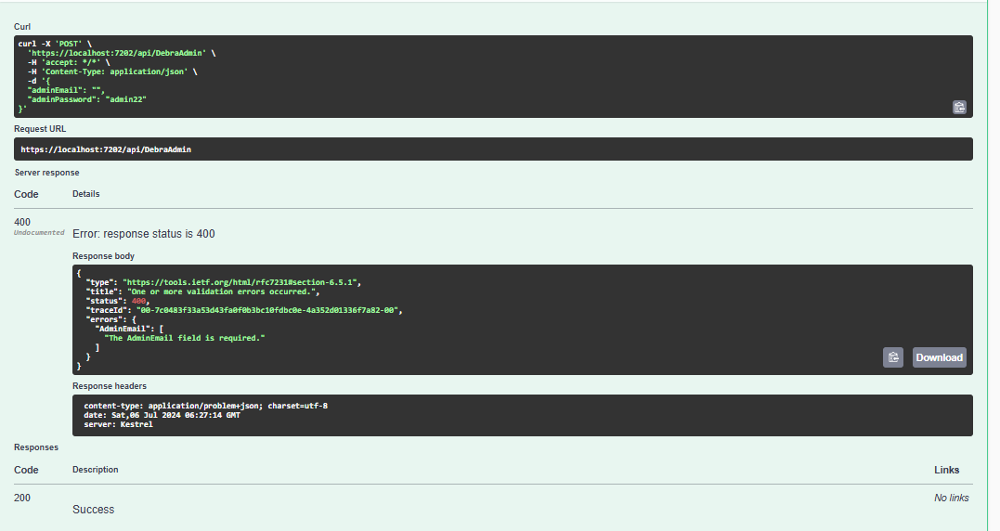 Curl
curl -X 'POST' \
'https://localhost:7202/api/DebraAdmin' \
-H 'accept: */*' \
-H 'Content-Type: application/json' \
-d '{
"adminEmail": "",
"adminPassword": "admin22"
}'
Request URL
https://localhost:7202/api/DebraAdmin
Server response
Code Details
400
Undocumented
Error: response status is 400
Response body
{
"type": "https://tools.ietf.org/html/rfc7231#section-6.5.1",
"title": "One or more validation errors occurred.",
"status": 400,
"traceId": "00-7c0483f33a53d43fa0f0b3bc10fdbc0e-4a352d01336f7a82-00",
"errors": {
"AdminEmail": [
"The AdminEmail field is required."
]
}
}
Download
Response headers
content-type: application/problem+json; charset=utf-8
date: Sat,06 Jul 2024 06:27:14 GMT
server: Kestrel
Responses
Code Description Links
200 No links
Success